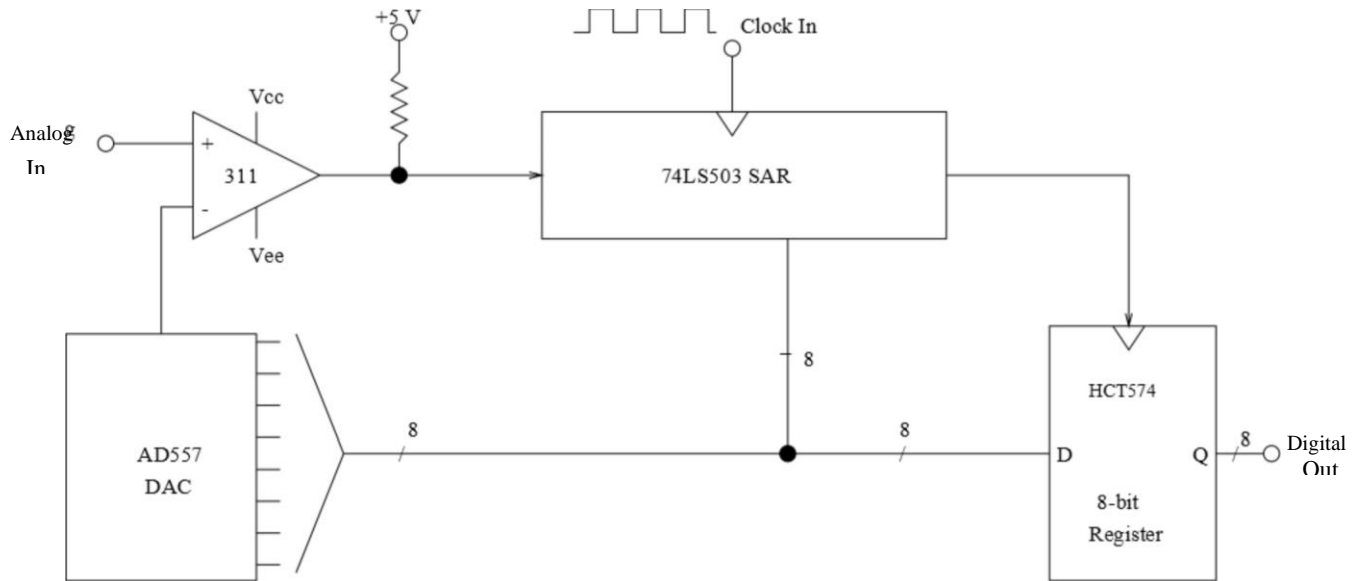 +5 V
Clock In
Vcc
Analog
In
+
311
-
Vee
74LS503 SAR
8
HCT574
8
8
D
Q
8
Digital
Out
AD557
DAC
8-bit
Register